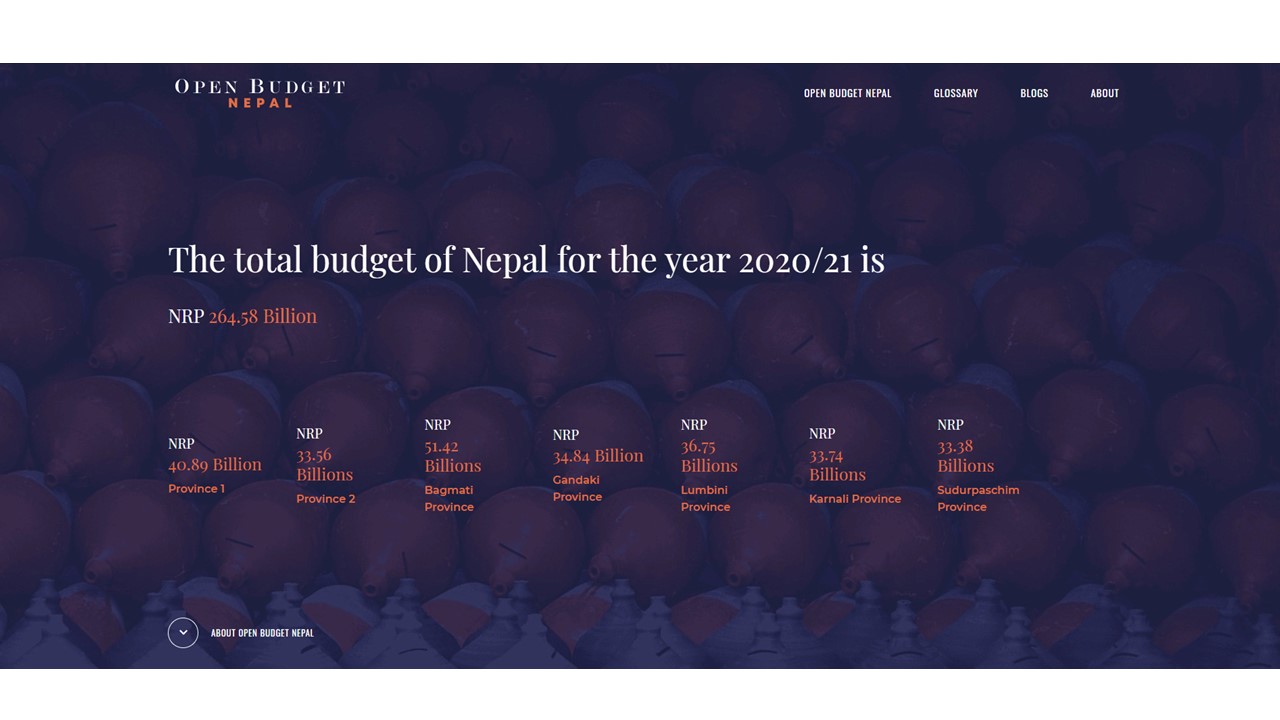 OPEN BUDGET
NEPAL
OPEN BUDGET NEPAL
GLOSSARY
BLOGS
ABOUT
The total budget of Nepal for the year 2020/21 is
NRP 264.58 Billion
NRP
40.89 Billion
Province 1
NRP
33.56
Billions
Province 2
NRP
51.42
Billions
Bagmati
Province
NRP
34.84 Billion
Gandaki
Province
NRP
36.75
Billions
Lumbini
Province
NRP
33.74
Billions
Karnali Province
NRP
33.38
Billions
Sudurpaschim
Province
ABOUT OPEN BUDGET NEPAL